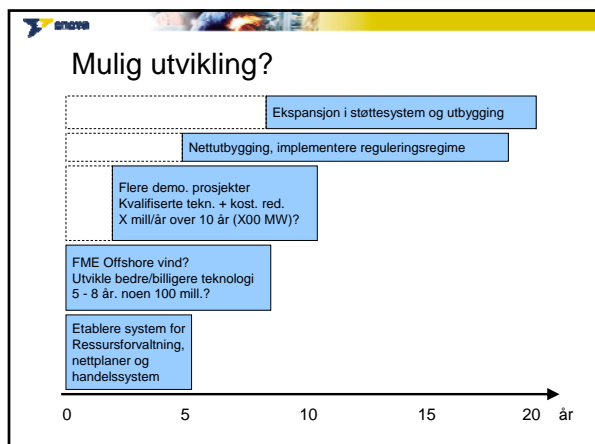 enova
Mulig utvikling?
Ekspansjon i støttesystem og utbygging
Nettutbygging, implementere reguleringsregime
Flere demo. prosjekter
Kvalifiserte tekn. + kost. red.
X mill/år over 10 år (X00 MW)?
FME Offshore vind?
Utvikle bedre/billigere teknologi
5 - 8 år. noen 100 mill.?
Etablere system for
Ressursforvaltning,
nettplaner og
handelssystem
0 5 10 15 20 år